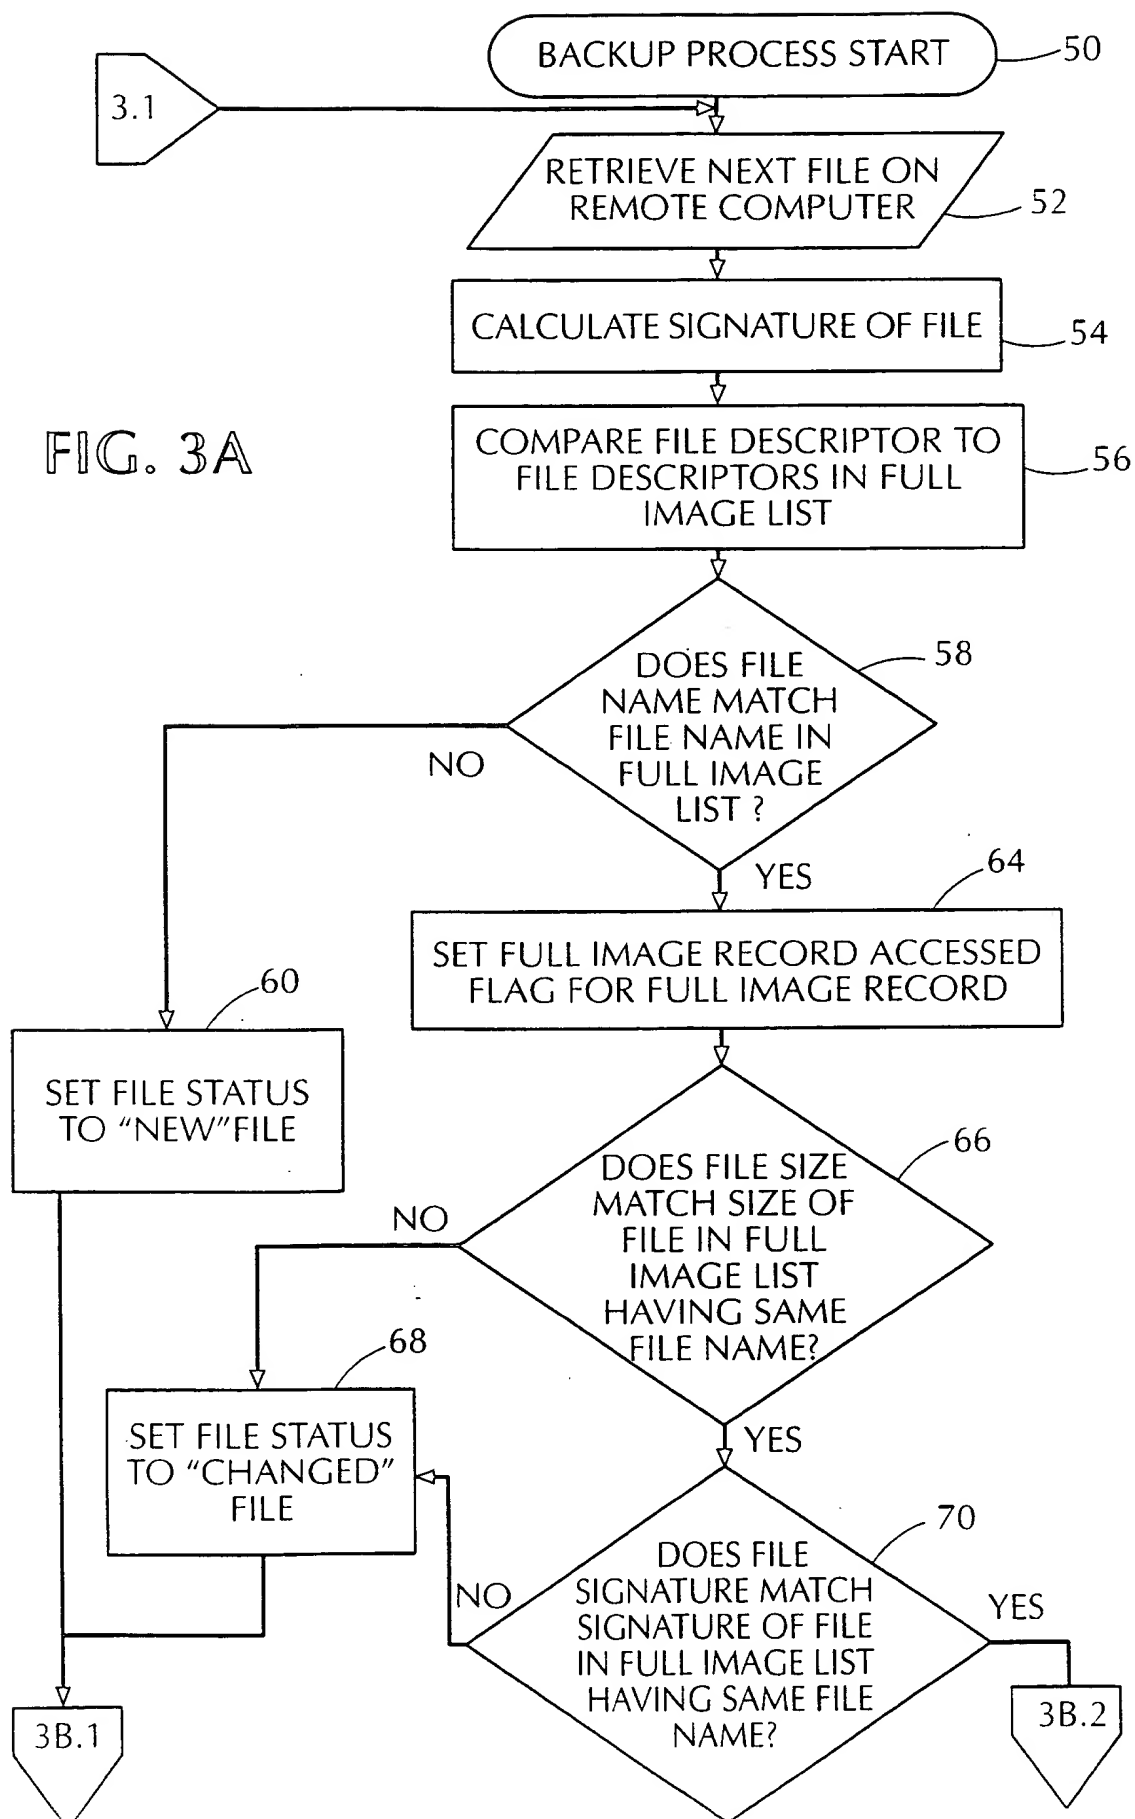 BACKUP PROCESS START
50
3.1
RETRIEVE NEXT FILE ON
REMOTE COMPUTER
52
CALCULATE SIGNATURE OF FILE
54
FIG. 3A
COMPARE FILE DESCRIPTOR TO
FILE DESCRIPTORS IN FULL
IMAGE LIST
56
DOES FILE
NAME MATCH
FILE NAME IN
FULL IMAGE
LIST ?
58
NO
YES
64
SET FULL IMAGE RECORD ACCESSED
FLAG FOR FULL IMAGE RECORD
60
SET FILE STATUS
TO “NEW”FILE
DOES FILE SIZE
MATCH SIZE OF
FILE IN FULL
IMAGE LIST
HAVING SAME
FILE NAME?
66
NO
YES
68
SET FILE STATUS
TO “CHANGED”
FILE
70
DOES FILE
SIGNATURE MATCH
SIGNATURE OF FILE
IN FULL IMAGE LIST
HAVING SAME FILE
NAME?
NO
YES
3B.1
3B.2